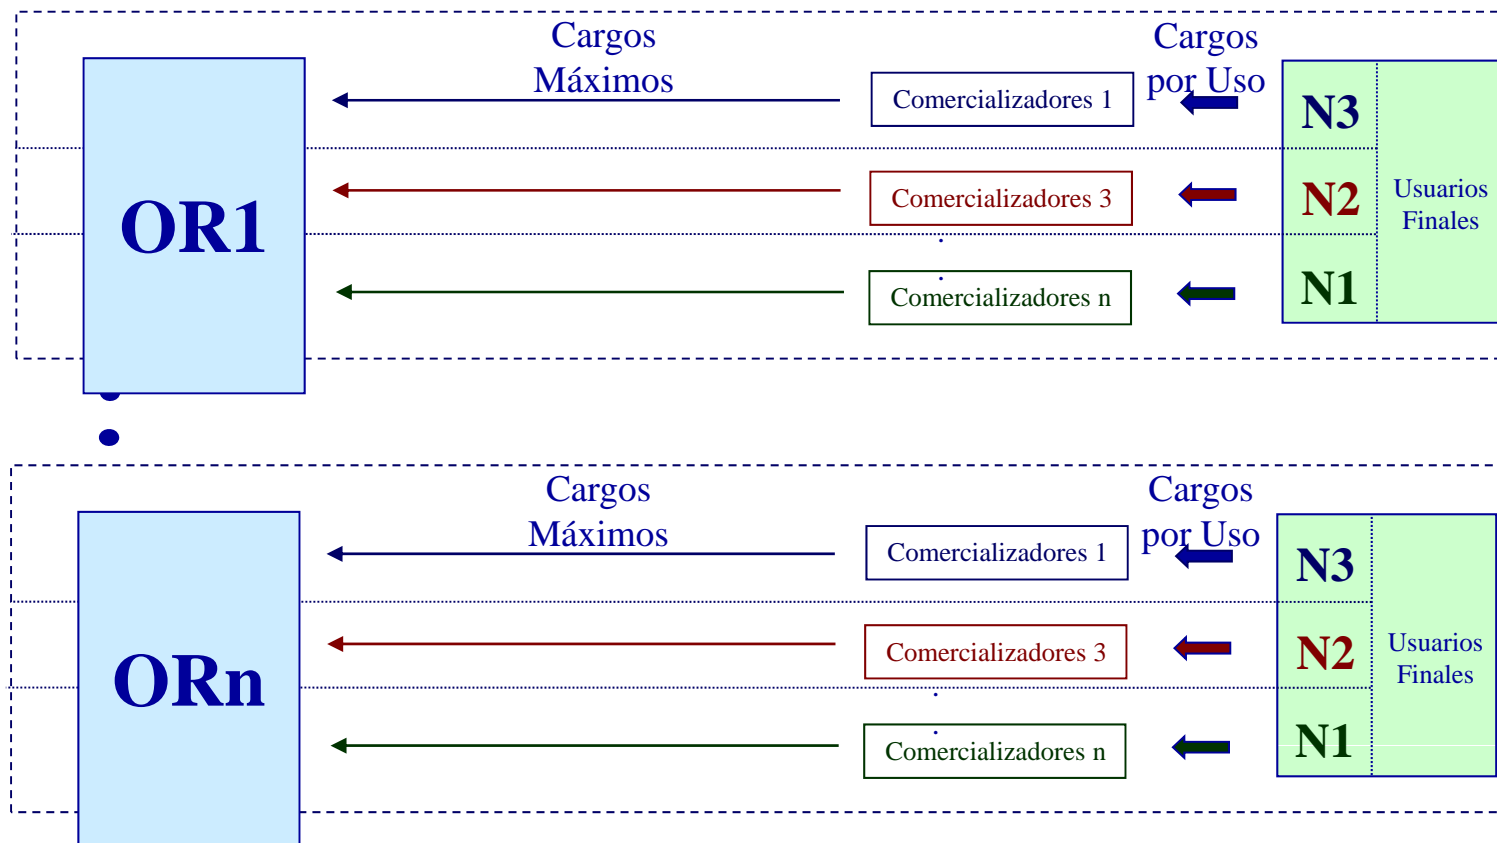 Cargos
Máximos
Cargos
por Uso
Comercializadores 1
N3
OR1
Comercializadores 3
N2
Usuarios
Finales
.
.
Comercializadores n
N1
Cargos
Máximos
Cargos
por Uso
Comercializadores 1
N3
ORn
Comercializadores 3
N2
Usuarios
Finales
.
.
Comercializadores n
N1